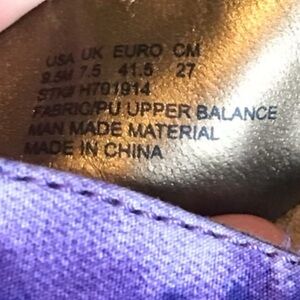 USA UK EURO CM
9.5M 7.5 41.5 27
STK# H791914
FABRIC/PU UPPER BALANCE
MAN MADE MATERIAL
MADE IN CHINA